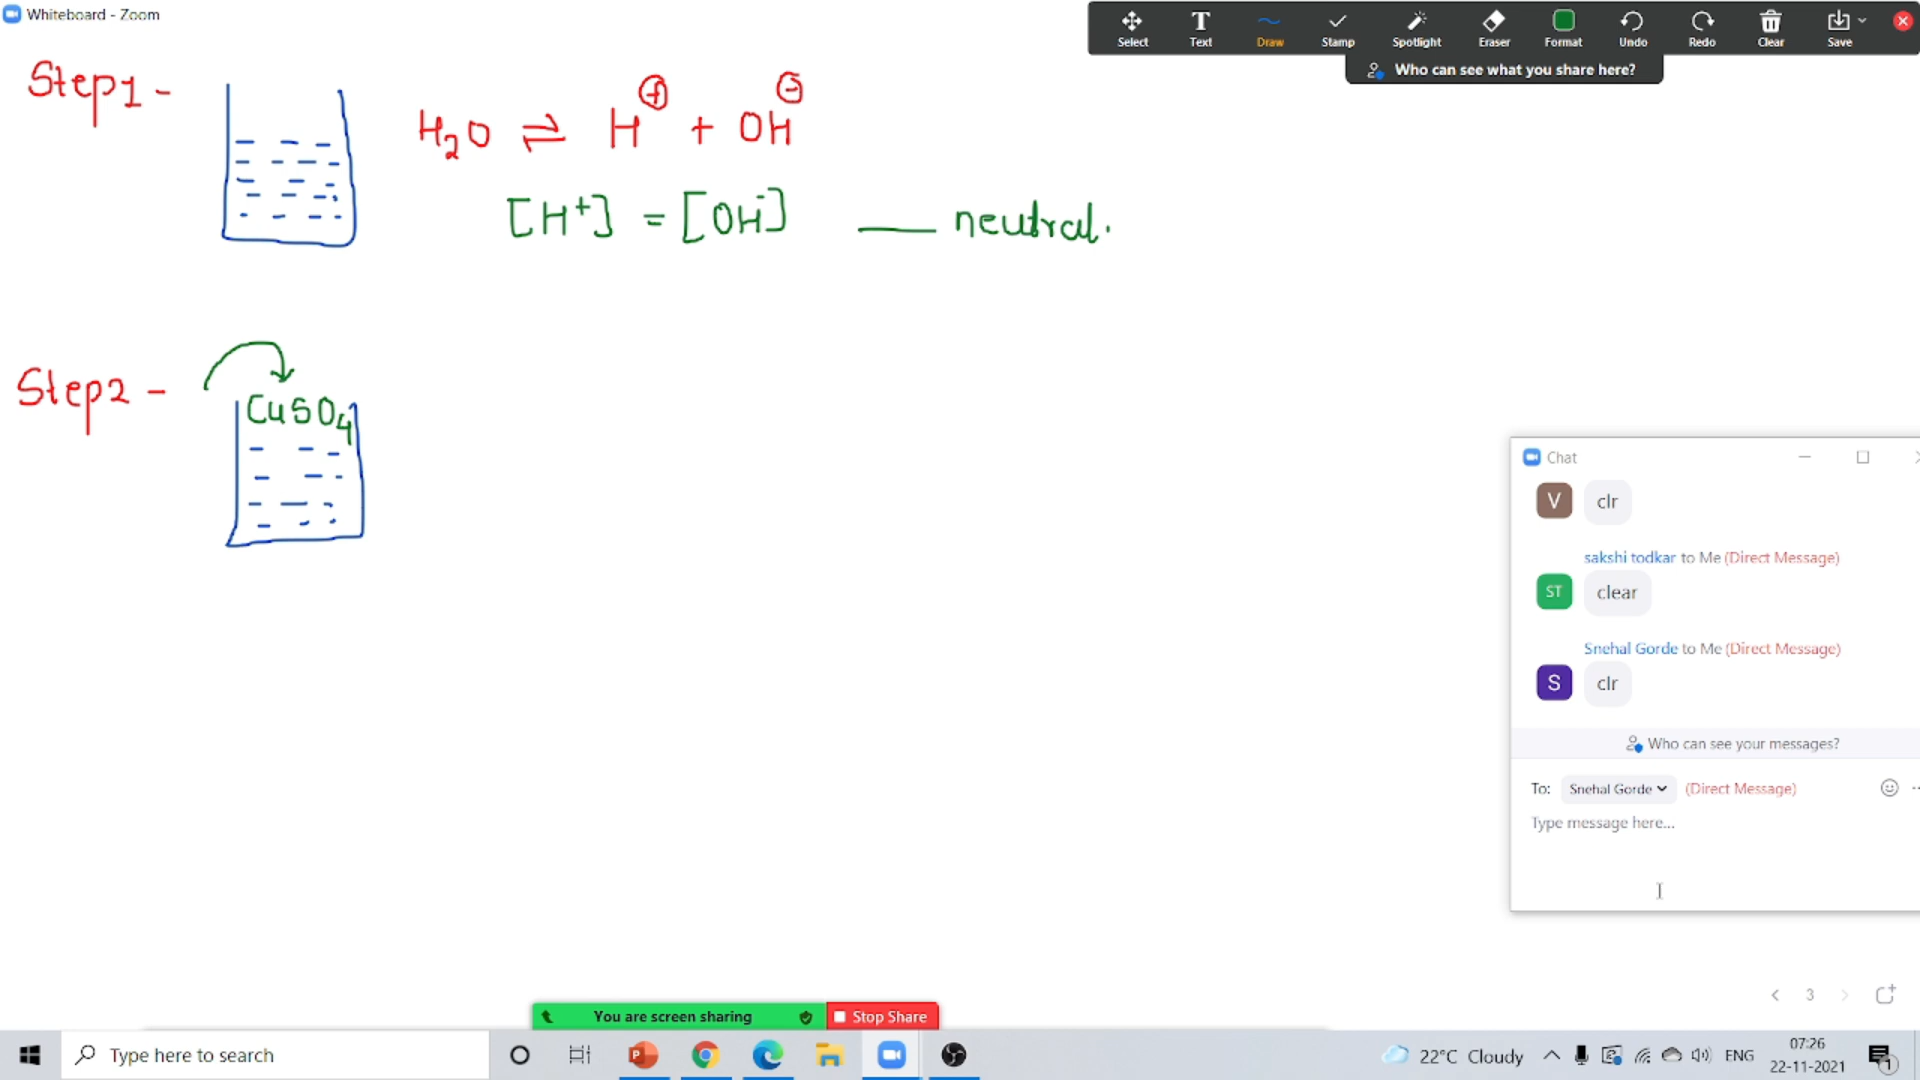 Whiteboard - Zoom
Select Text Draw Stamp Spotlight Eraser Format Undo Redo Clear Save
Who can see what you share here?
Step1 -
H₂O ⇌ H⊕ + OH⊖
[H⁺] = [OH⁻] — neutral.
Step2 -
CuSO₄
Chat
V clr
sakshi todkar to Me (Direct Message)
ST clear
Snehal Gorde to Me (Direct Message)
S clr
Who can see your messages?
To: Snehal Gorde (Direct Message)
Type message here...
3
You are screen sharing Stop Share
Type here to search
22°C Cloudy ENG 07:26
22-11-2021
1